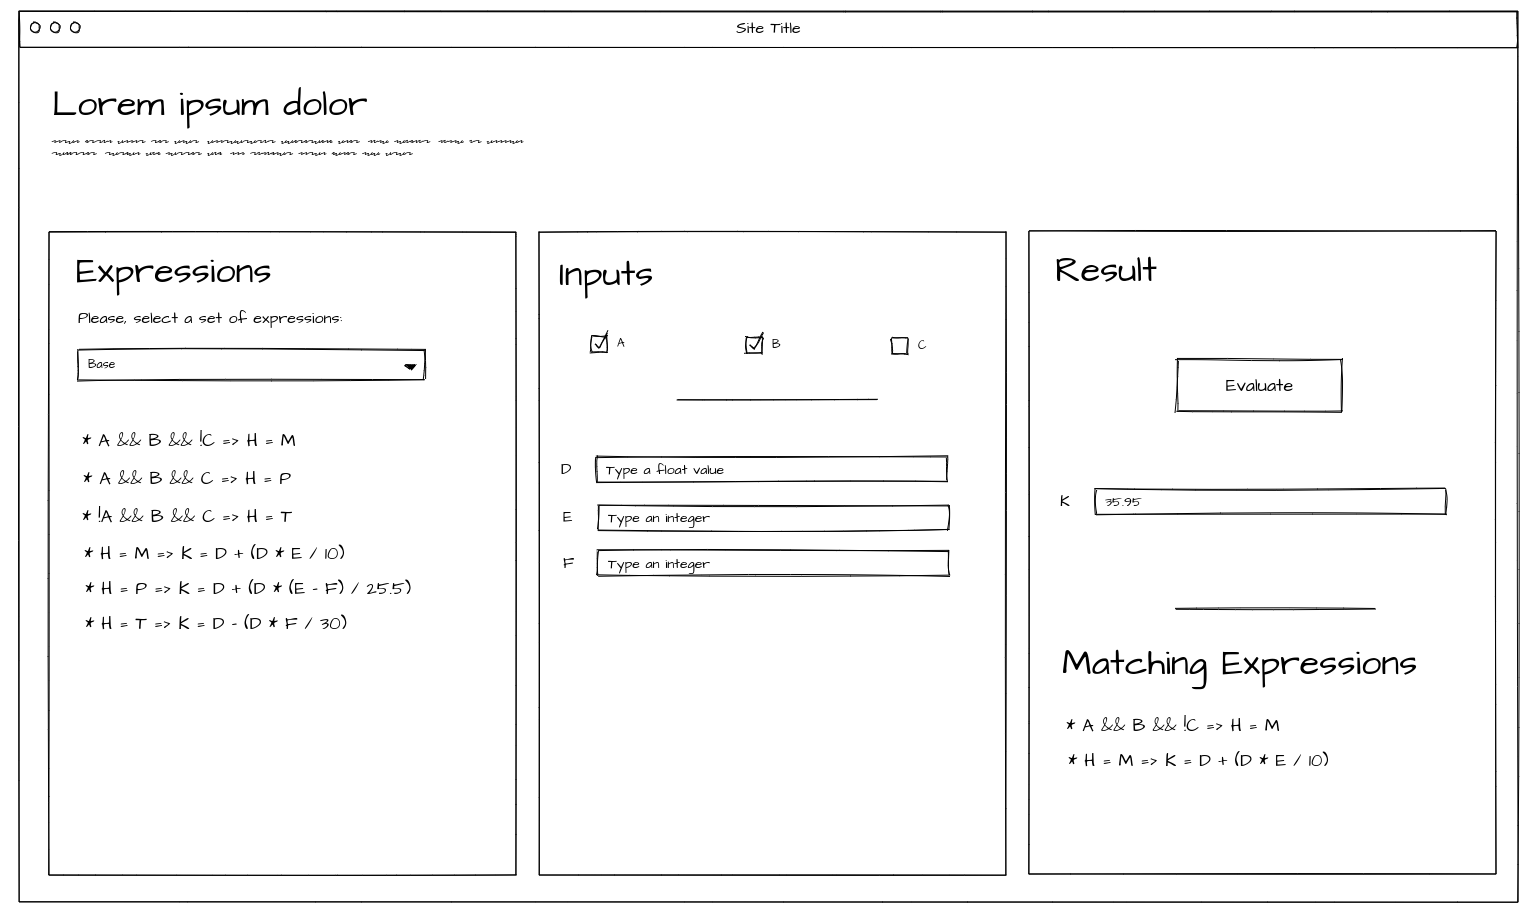 Site Title
Lorem ipsum dolor
Expressions
Please, select a set of expressions:
Base
* A && B && !C => H = M
* A && B && C => H = P
* !A && B && C => H = T
* H = M => K = D + (D * E / 10)
* H = P => K = D + (D * (E - F) / 25.5)
* H = T => K = D - (D * F / 30)
Inputs
A B C
D Type a float value
E Type an integer
F Type an integer
Result
Evaluate
K 35.95
Matching Expressions
* A && B && !C => H = M
* H = M => K = D + (D * E / 10)